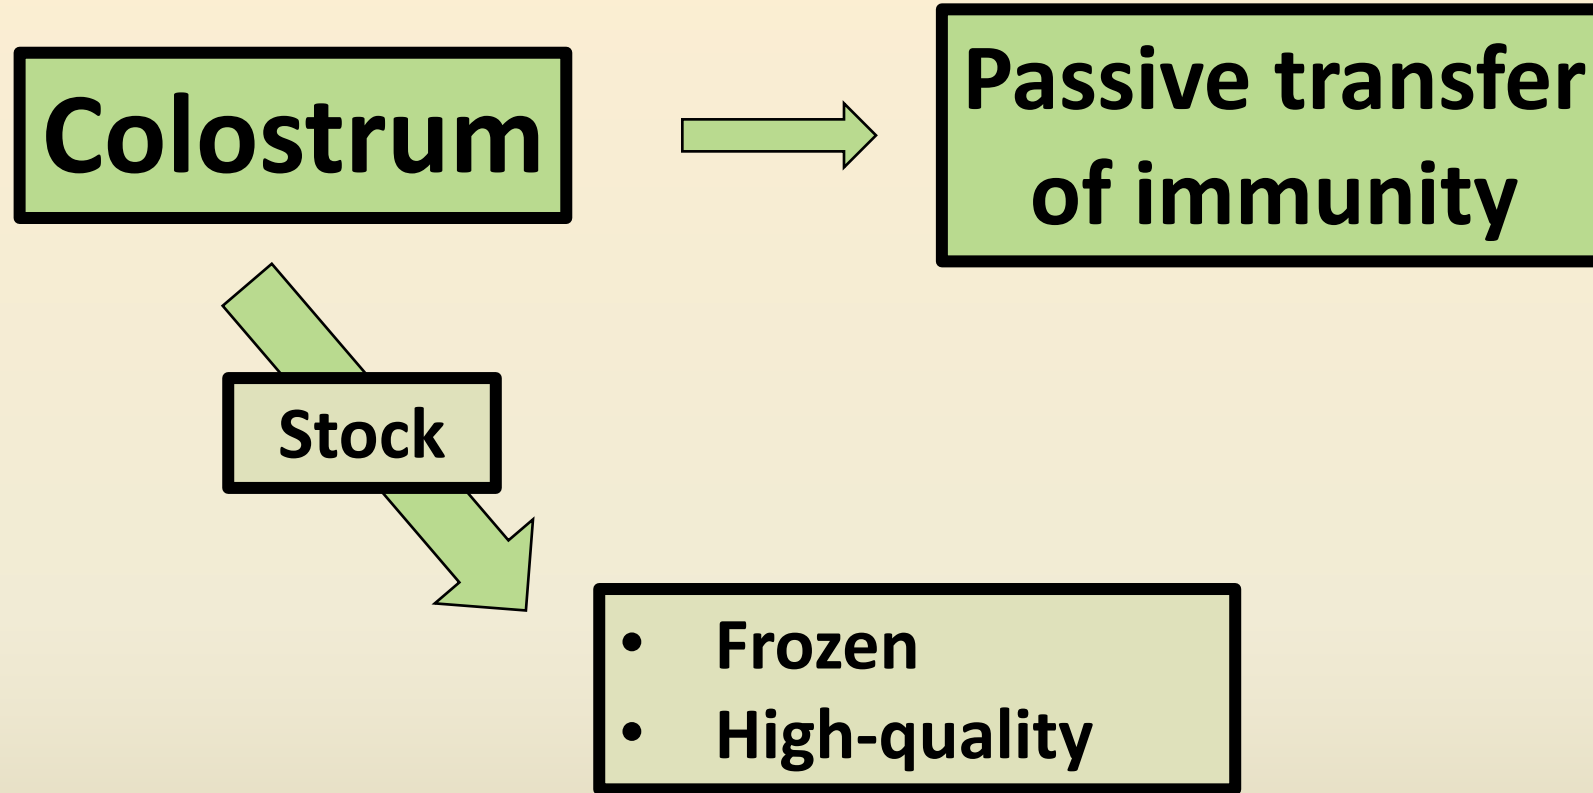 Colostrum
Passive transfer
of immunity
Stock
• Frozen
• High-quality